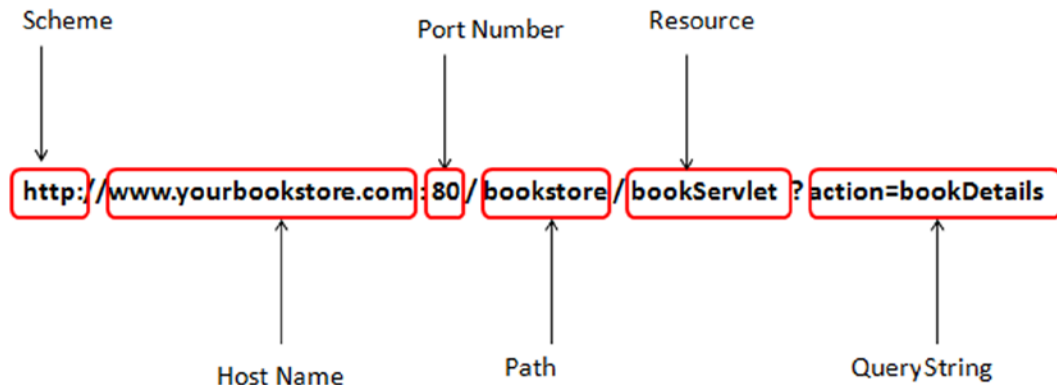 Scheme
Port Number
Resource
http://www.yourbookstore.com:80/bookstore/bookServlet?action=bookDetails
Host Name
Path
QueryString